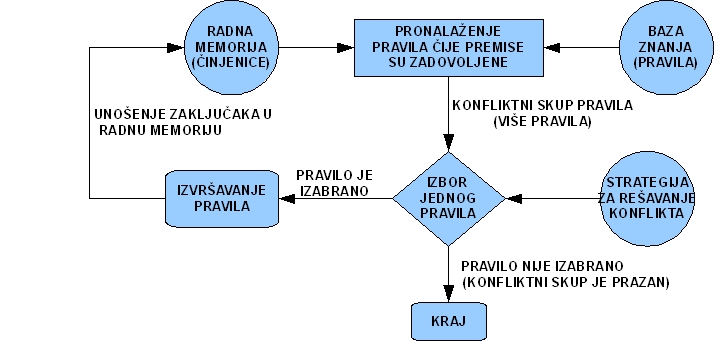 RADNA
MEMORIJA
(ČINJENICE)
PRONALAŽENJE
PRAVILA ČIJE PREMISE
SU ZADOVOLJENE
BAZA
ZNANJA
(PRAVILA)
UNOŠENJE ZAKLJUČAKA U
RADNU MEMORIJU
KONFLIKTNI SKUP PRAVILA
(VIŠE PRAVILA)
IZVRŠAVANJE
PRAVILA
PRAVILO JE
IZABRANO
IZBOR
JEDNOG
PRAVILA
STRATEGIJA
ZA REŠAVANJE
KONFLIKTA
PRAVILO NIJE IZABRANO
(KONFLIKTNI SKUP JE PRAZAN)
KRAJ